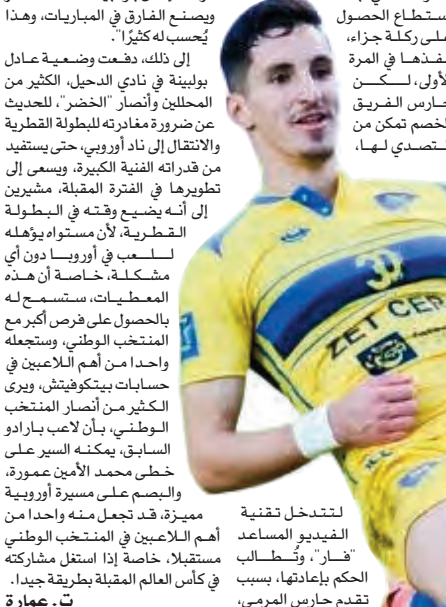 ستطاع الحصول
على ركلة جزاء،
نفذها في المرة
لأول، لكن
حارس الفريق
لخصم تمكن من
لتصدي لها،
لتتدخل تقنية
الفيديو المساعد
"فار"، وتُطالب
الحكم بإعادتها، بسبب
تقدم حارس المرمى،
ويصنع الفارق في المباريات، وهذا
يُحسب له كثيرًا".
إلى ذلك، دفعت وضعية عادل
بولبينة في نادي الدحيل، الكثير من
المحللين وأنصار "الخضر"، للحديث
عن ضرورة مغادرته للبطولة القطرية
والانتقال إلى ناد أوروبي، حتى يستفيد
من قدراته الفنية الكبيرة، ويسعى إلى
تطويرها في الفترة المقبلة، مشيرين
إلى أنه يضيع وقته في البطولة
القطرية، لأن مستواه يؤهله
للعب في أوروبا دون أي
مشكلة، خاصة أن هذه
المعطيات، ستسمح له
بالحصول على فرص أكبر مع
المنتخب الوطني، وستجعله
واحدا من أهم اللاعبين في
حسابات بيتكوفيتش، ويرى
الكثير من أنصار المنتخب
الوطني، بأن لاعب بارادو
السابق، يمكنه السير على
خطى محمد الأمين عمورة،
والبصم على مسيرة أوروبية
مميزة، قد تجعل منه واحدا من
أهم اللاعبين في المنتخب الوطني
مستقبلا، خاصة إذا استغل مشاركته
في كأس العالم المقبلة بطريقة جيدا.
ت. عمارة
ZET CER